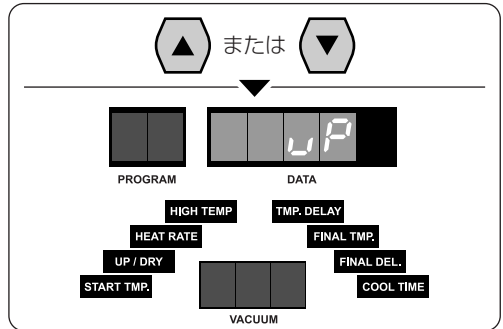 ▲ または ▼
uP
PROGRAM DATA
HIGH TEMP TMP. DELAY
HEAT RATE FINAL TMP.
UP / DRY FINAL DEL.
START TMP. COOL TIME
VACUUM